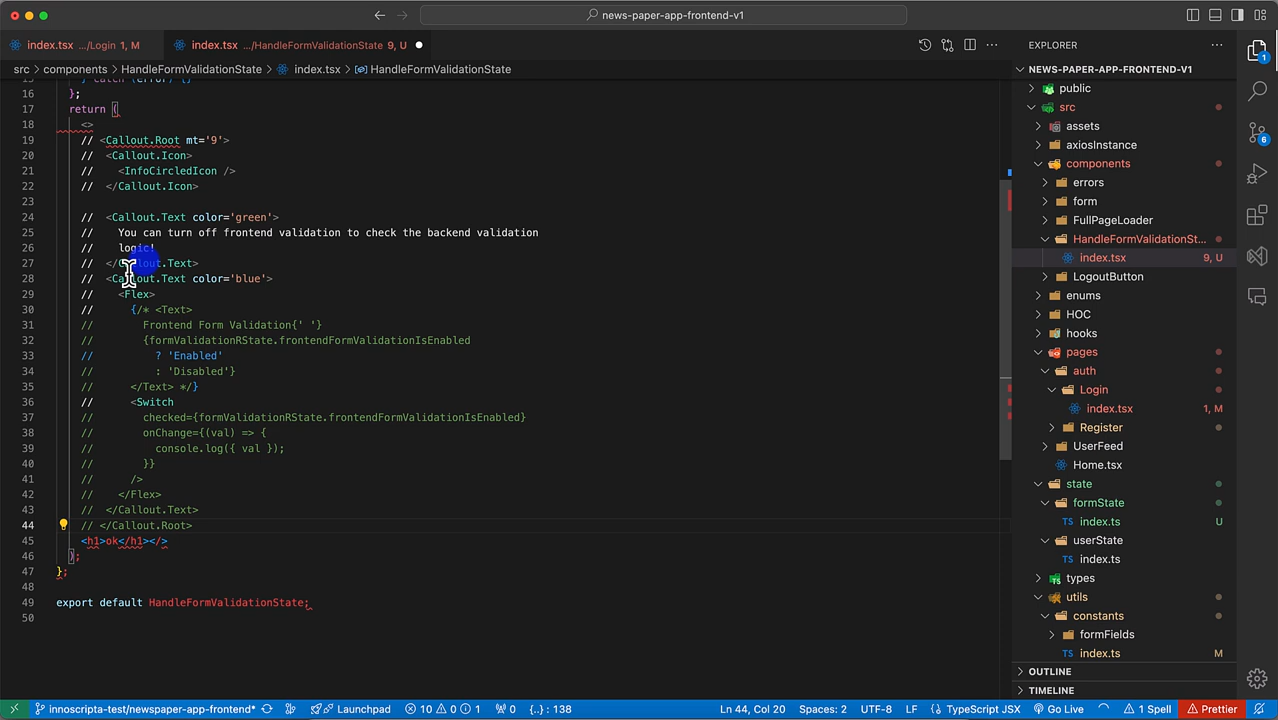 news-paper-app-frontend-v1
index.tsx .../Login 1, M
index.tsx .../HandleFormValidationState 9, U
EXPLORER
src > components > HandleFormValidationState > index.tsx > HandleFormValidationState
16 };
17 return (
18 <>
19 // <Callout.Root mt='9'>
20 // <Callout.Icon>
21 // <InfoCircledIcon />
22 // </Callout.Icon>
23
24 // <Callout.Text color='green'>
25 // You can turn off frontend validation to check the backend validation
26 // logic!
27 // </Callout.Text>
28 // <Callout.Text color='blue'>
29 // <Flex>
30 // {/* <Text>
31 // Frontend Form Validation{' '}
32 // {formValidationRState.frontendFormValidationIsEnabled
33 // ? 'Enabled'
34 // : 'Disabled'}
35 // </Text> */}
36 // <Switch
37 // checked={formValidationRState.frontendFormValidationIsEnabled}
38 // onChange={(val) => {
39 // console.log({ val });
40 // }}
41 // />
42 // </Flex>
43 // </Callout.Text>
44 // </Callout.Root>
45 <h1>ok</h1></>
46 );
47 };
48
49 export default HandleFormValidationState;
50
NEWS-PAPER-APP-FRONTEND-V1
public
src
assets
axiosInstance
components
errors
form
FullPageLoader
HandleFormValidationSt...
index.tsx 9, U
LogoutButton
enums
HOC
hooks
pages
auth
Login
index.tsx 1, M
Register
UserFeed
Home.tsx
state
formState
TS index.ts U
userState
TS index.ts
types
utils
constants
formFields
TS index.ts M
OUTLINE
TIMELINE
1
6
innoscripta-test/newspaper-app-frontend* Launchpad 10 0 1 0 {..} : 138 Ln 44, Col 20 Spaces: 2 UTF-8 LF TypeScript JSX Go Live 1 Spell Prettier